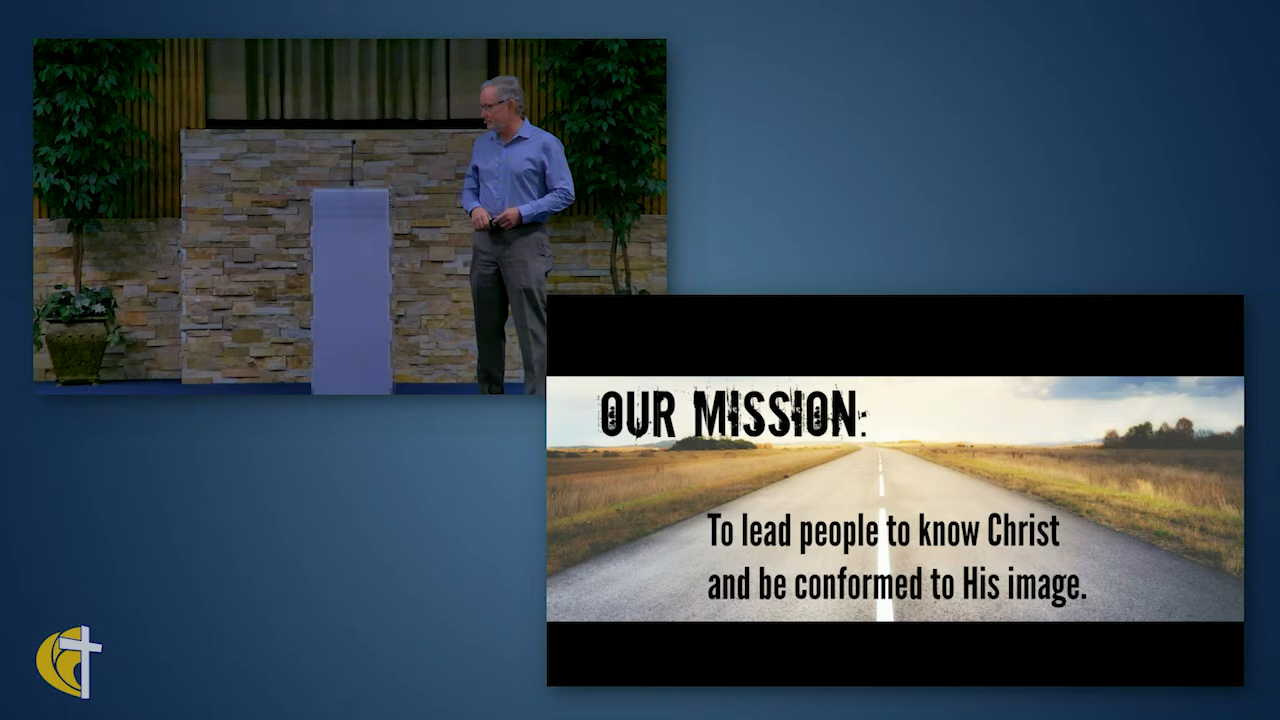 OUR MISSION:
To lead people to know Christ
and be conformed to His image.